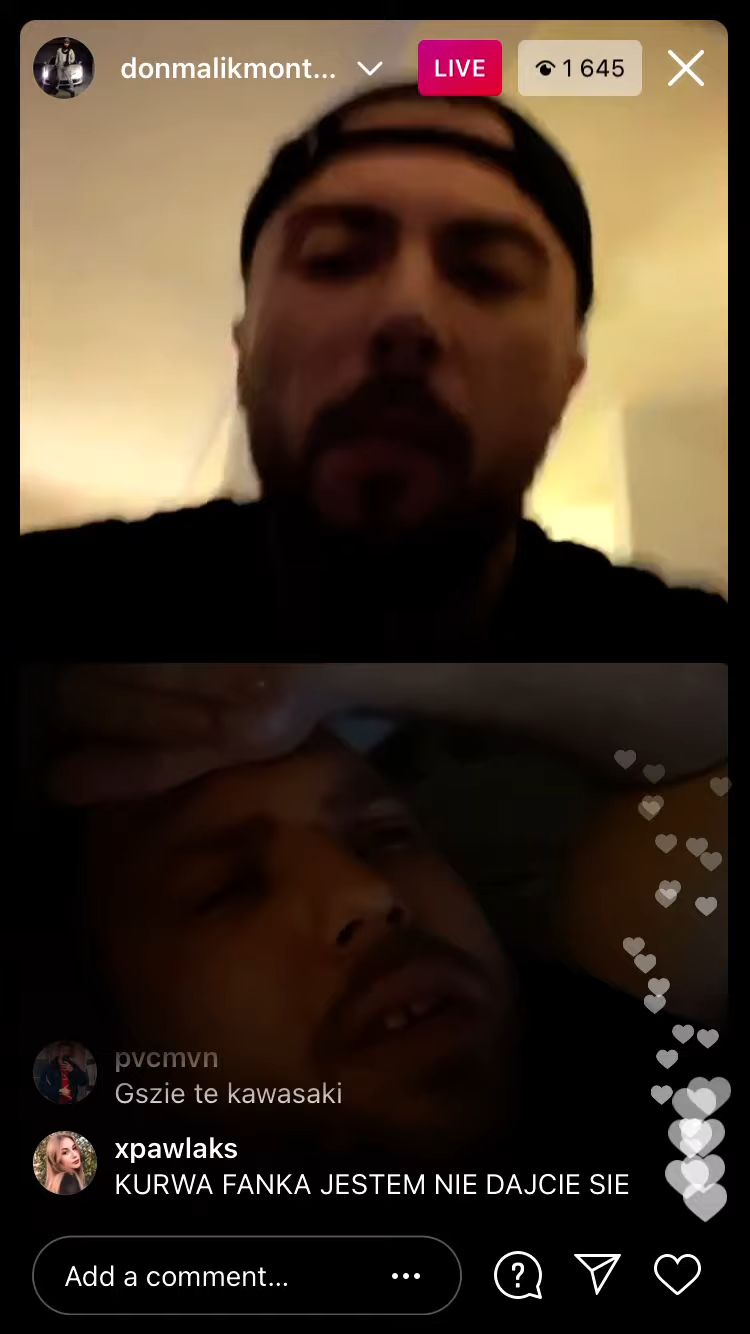 donmalikmont...
LIVE
1 645
pvcmvn
Gszie te kawasaki
xpawlaks
KURWA FANKA JESTEM NIE DAJCIE SIE
Add a comment...